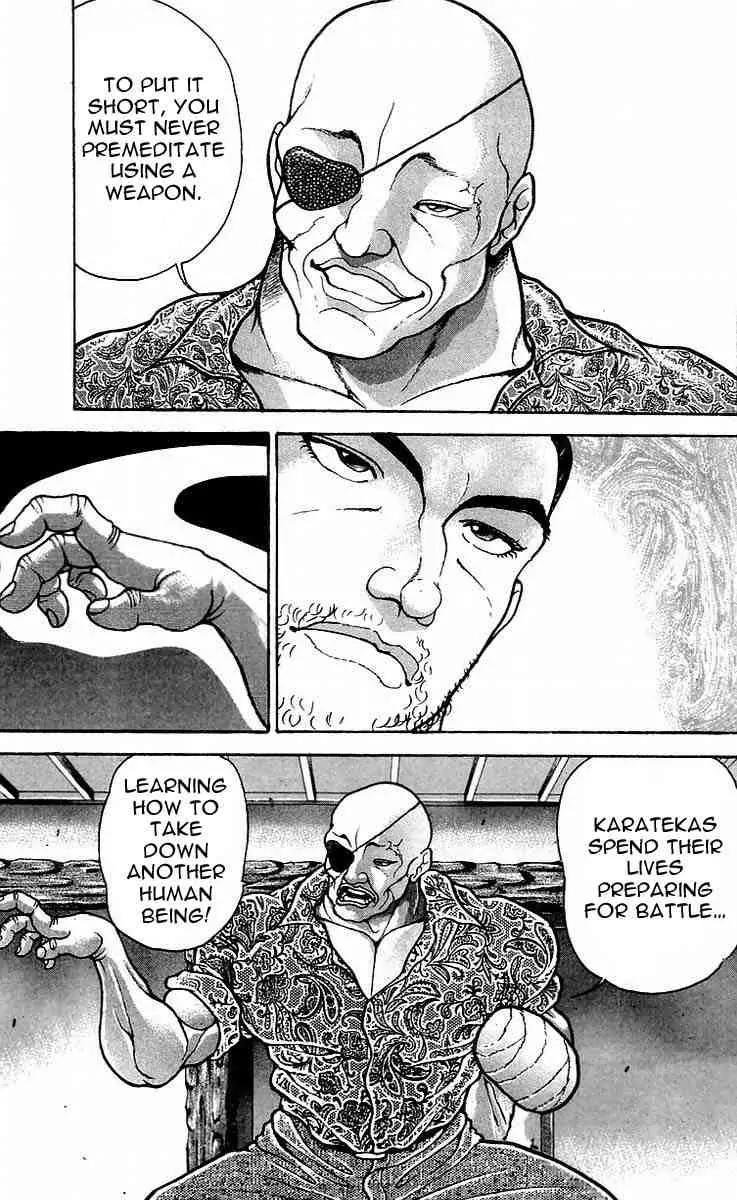 TO PUT IT
SHORT, YOU
MUST NEVER
PREMEDITATE
USING A
WEAPON.
KARATEKAS
SPEND THEIR
LIVES
PREPARING
FOR BATTLE...
LEARNING
HOW TO
TAKE
DOWN
ANOTHER
HUMAN
BEING!